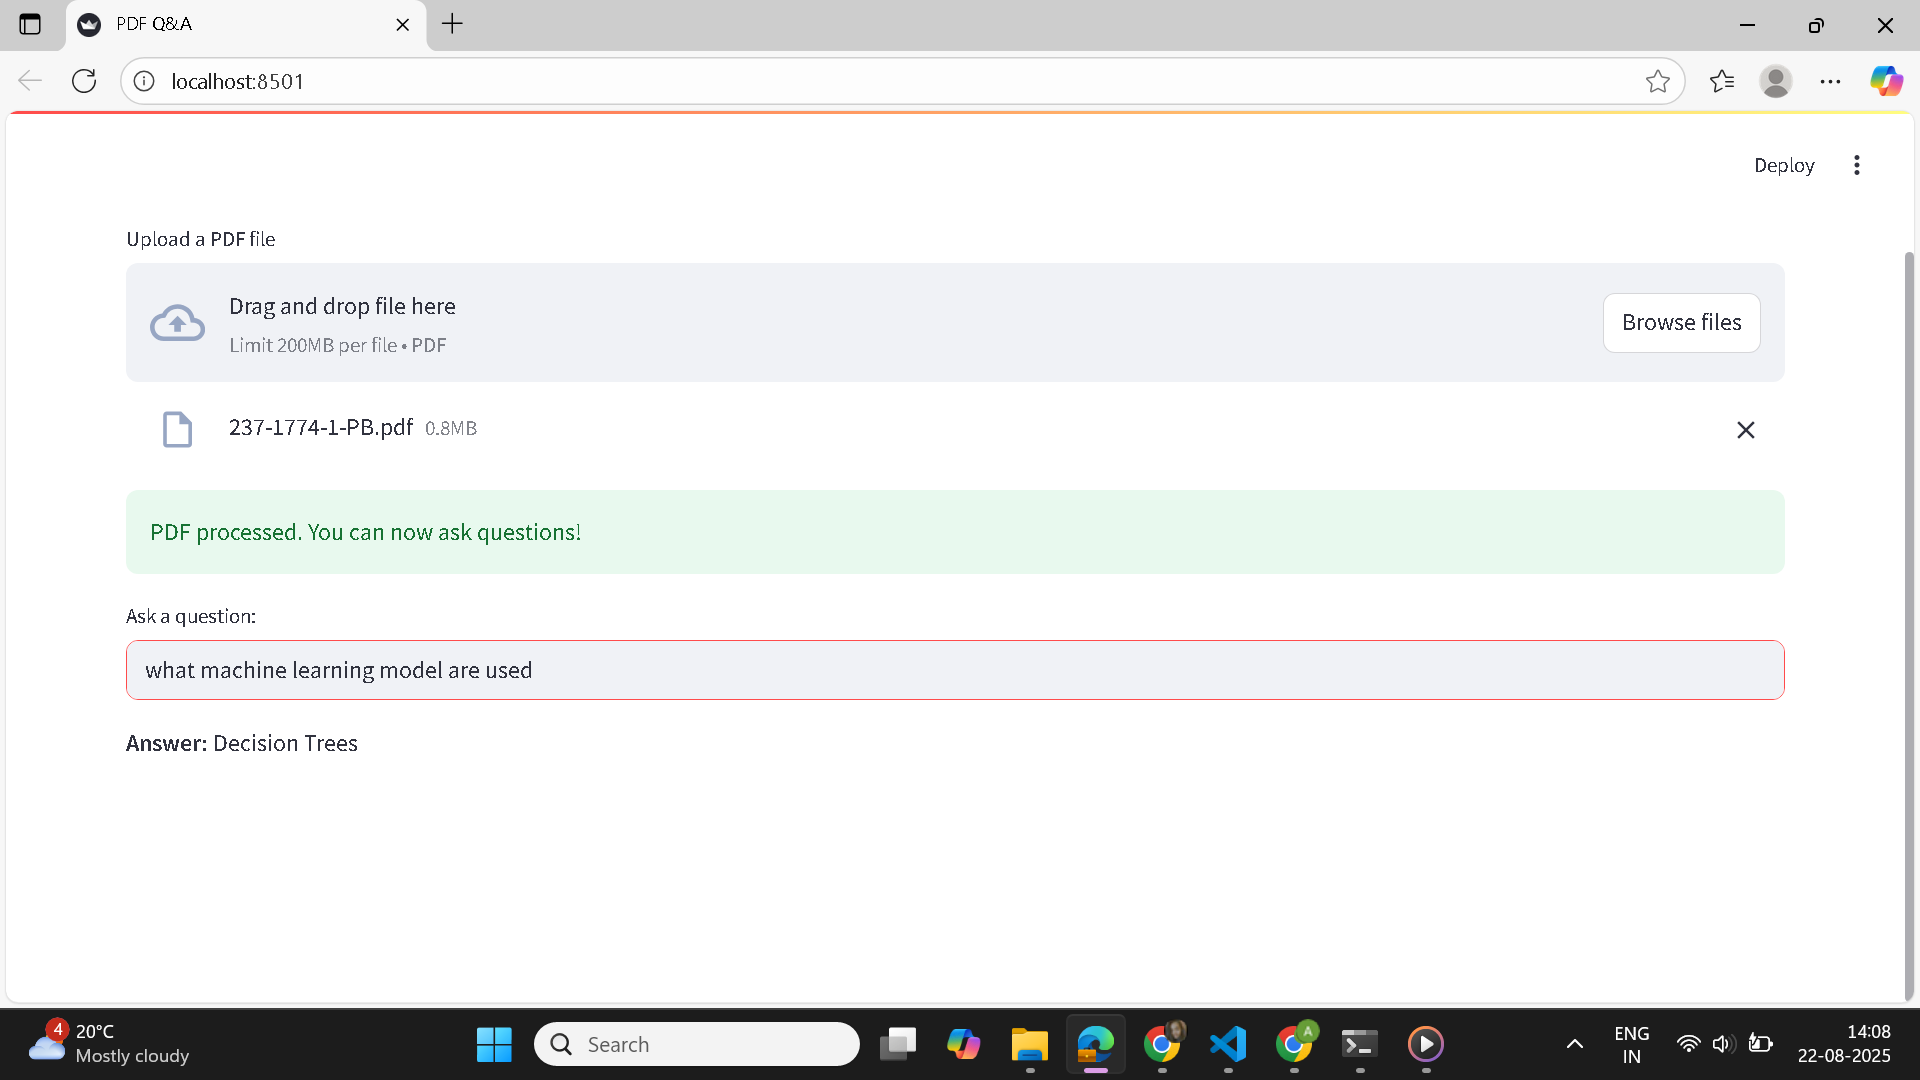 PDF Q&A
localhost:8501
Deploy
Upload a PDF file
Drag and drop file here
Limit 200MB per file • PDF
Browse files
237-1774-1-PB.pdf 0.8MB
PDF processed. You can now ask questions!
Ask a question:
what machine learning model are used
Answer: Decision Trees
4
20°C
Mostly cloudy
Search
A
ENG
IN
14:08
22-08-2025